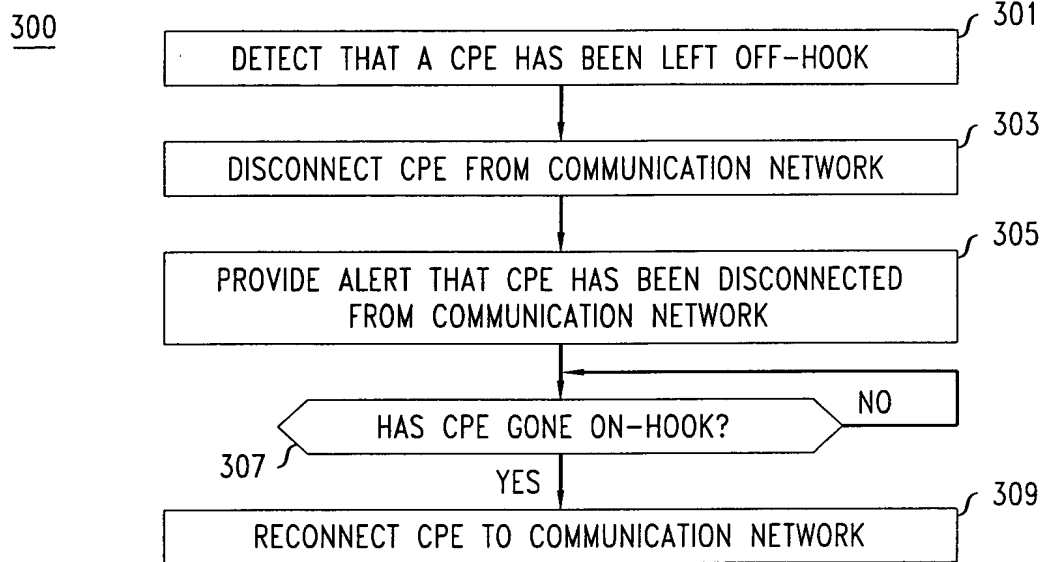 300
301
DETECT THAT A CPE HAS BEEN LEFT OFF-HOOK
303
DISCONNECT CPE FROM COMMUNICATION NETWORK
305
PROVIDE ALERT THAT CPE HAS BEEN DISCONNECTED
FROM COMMUNICATION NETWORK
HAS CPE GONE ON-HOOK?
NO
307
YES
309
RECONNECT CPE TO COMMUNICATION NETWORK